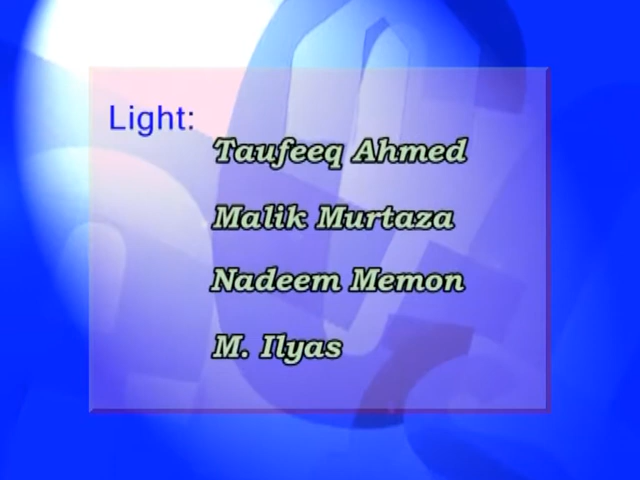 Light:
Taufeeq Ahmed
Malik Murtaza
Nadeem Memon
M. Ilyas